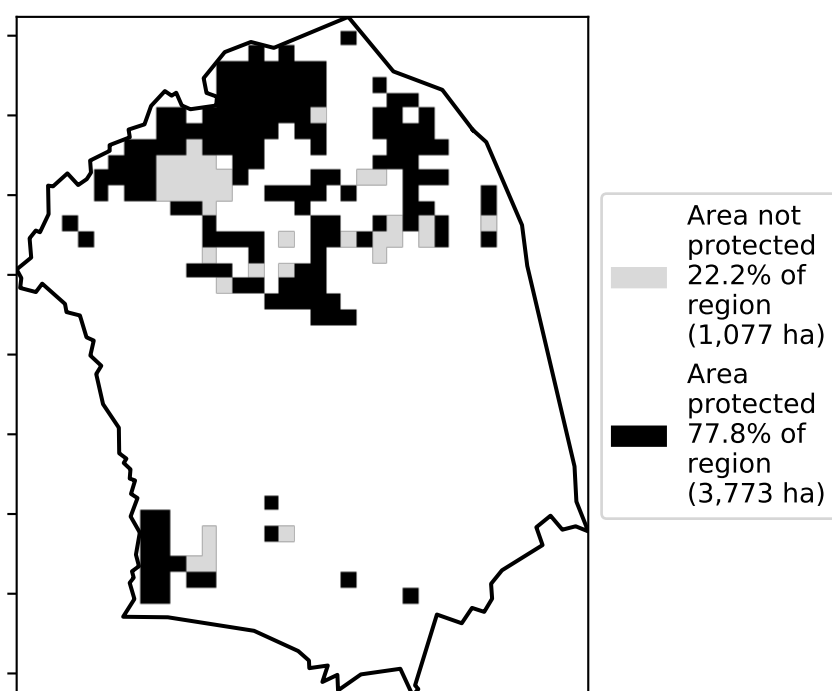 Area not
protected
22.2% of
region
(1,077 ha)
Area
protected
77.8% of
region
(3,773 ha)